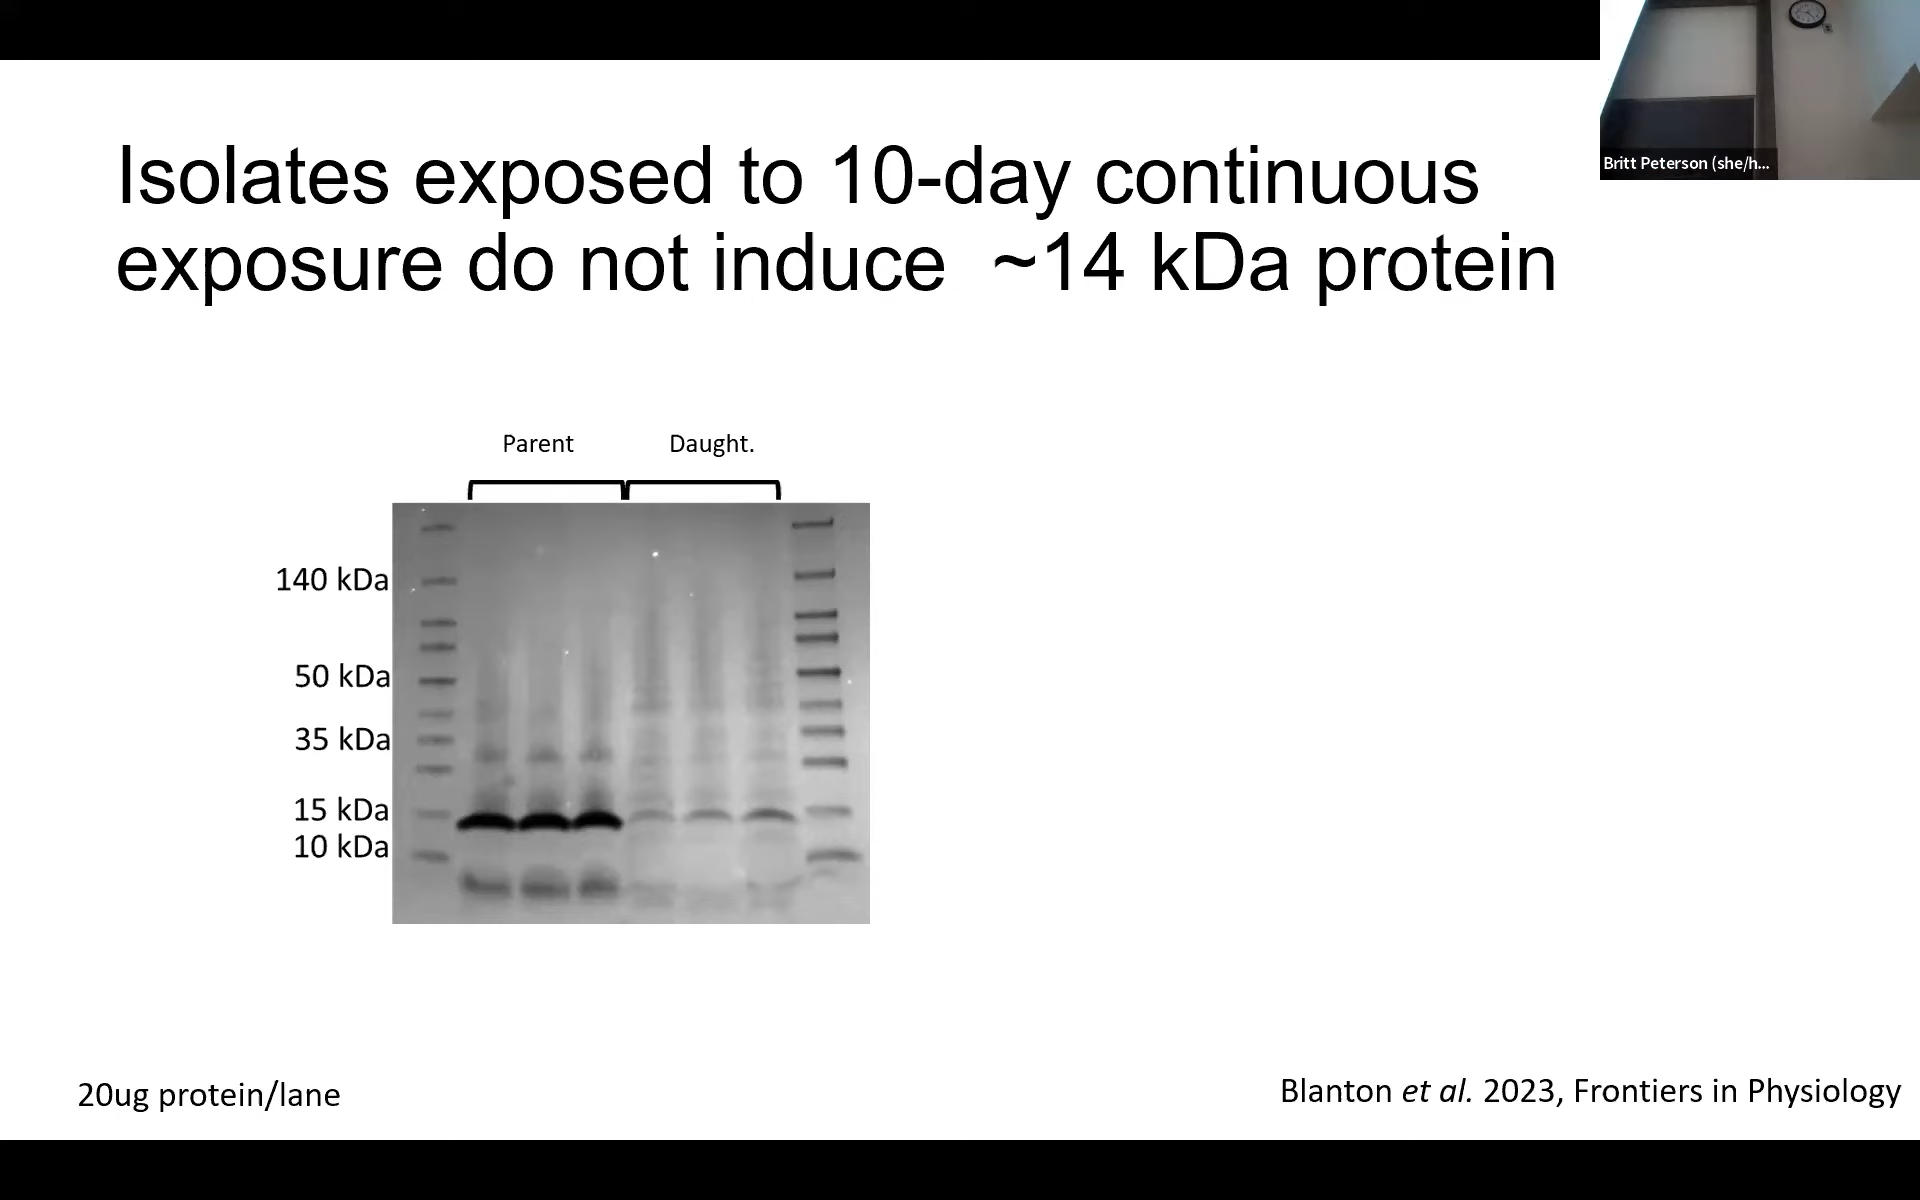 Britt Peterson (she/h...
Isolates exposed to 10-day continuous
exposure do not induce ~14 kDa protein
Parent Daught.
140 kDa
50 kDa
35 kDa
15 kDa
10 kDa
20ug protein/lane
Blanton et al. 2023, Frontiers in Physiology